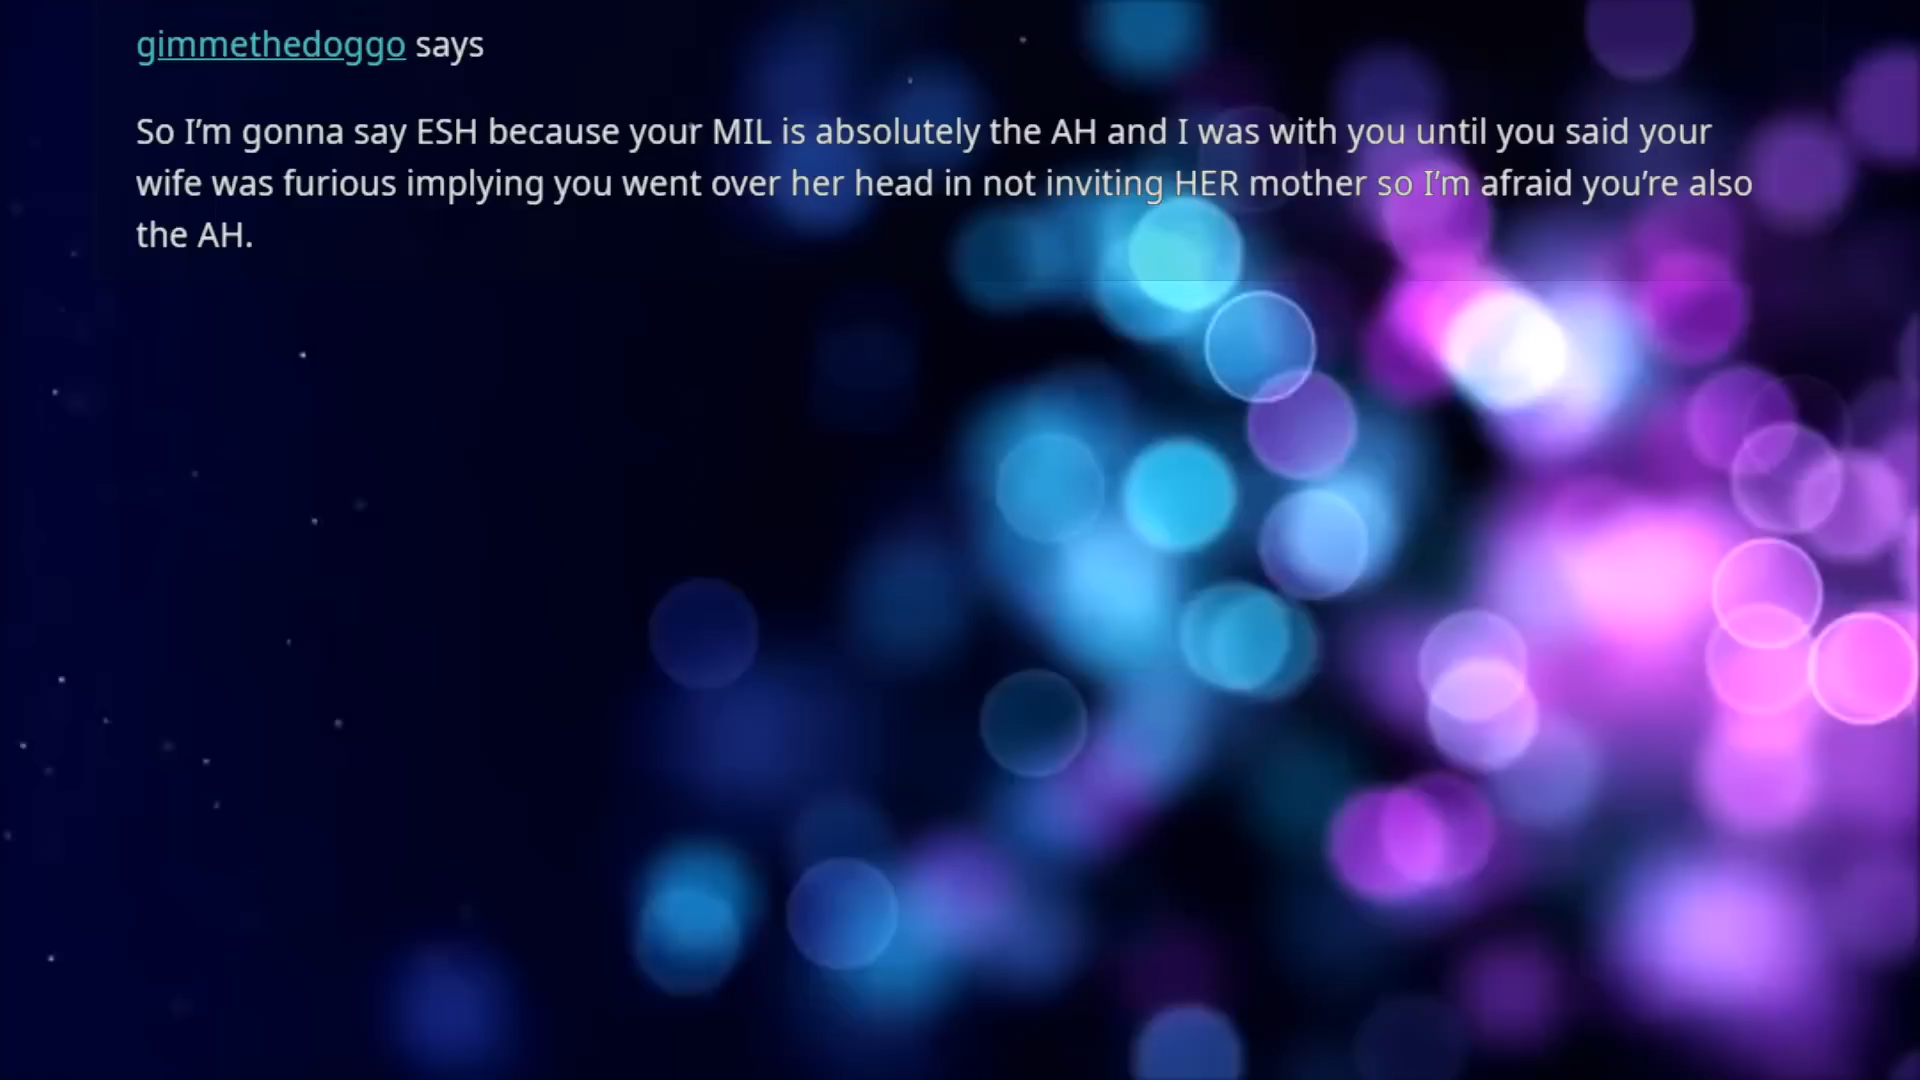 gimmethedoggo says
So I’m gonna say ESH because your MIL is absolutely the AH and I was with you until you said your
wife was furious implying you went over her head in not inviting HER mother so I’m afraid you’re also
the AH.